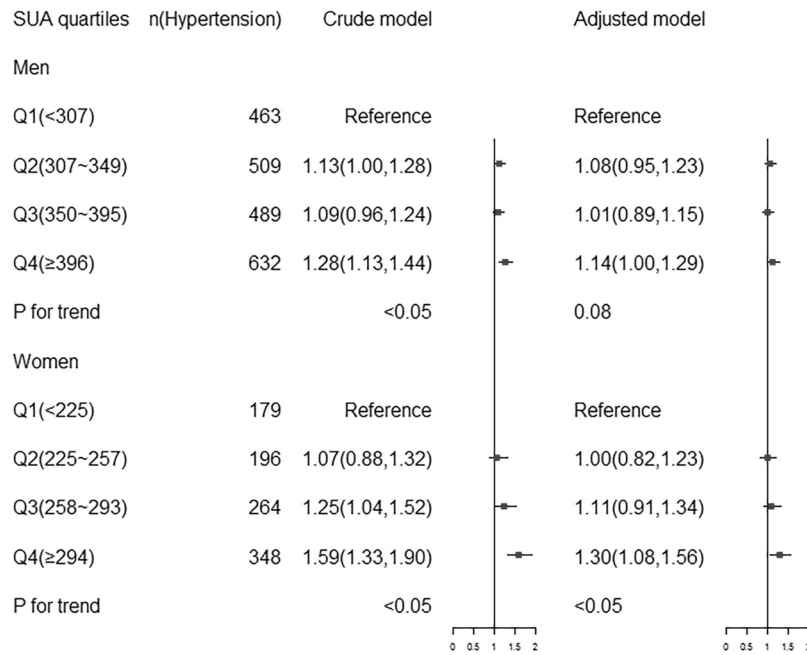 SUA quartiles n(Hypertension) Crude model Adjusted model
Men
Q1(<307) 463 Reference Reference
Q2(307~349) 509 1.13(1.00,1.28) 1.08(0.95,1.23)
Q3(350~395) 489 1.09(0.96,1.24) 1.01(0.89,1.15)
Q4(≥396) 632 1.28(1.13,1.44) 1.14(1.00,1.29)
P for trend <0.05 0.08
Women
Q1(<225) 179 Reference Reference
Q2(225~257) 196 1.07(0.88,1.32) 1.00(0.82,1.23)
Q3(258~293) 264 1.25(1.04,1.52) 1.11(0.91,1.34)
Q4(≥294) 348 1.59(1.33,1.90) 1.30(1.08,1.56)
P for trend <0.05 <0.05
0 0.5 1 1.5 2 0 0.5 1 1.5